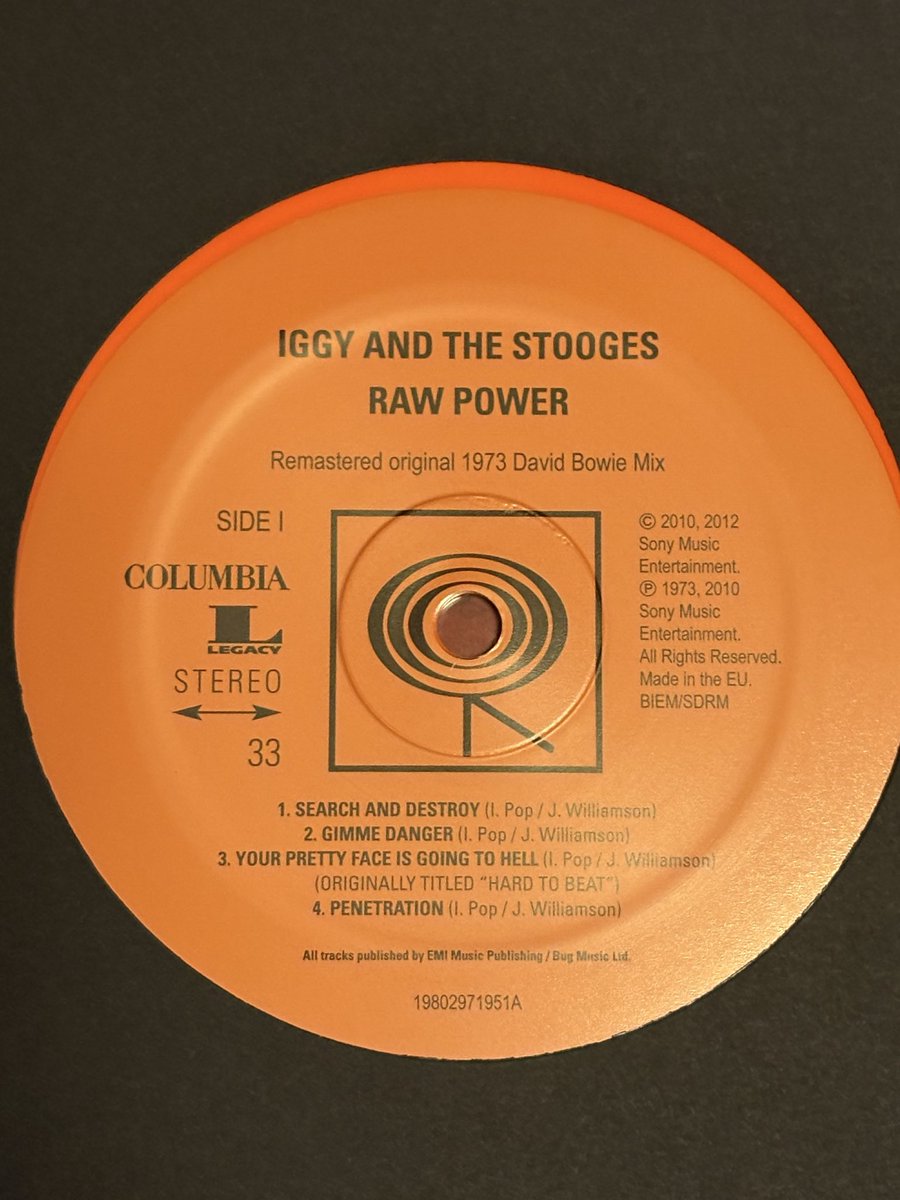 IGGY AND THE STOOGES
RAW POWER
Remastered original 1973 David Bowie Mix
SIDE I
COLUMBIA
L
LEGACY
STEREO
33
© 2010, 2012
Sony Music
Entertainment.
℗ 1973, 2010
Sony Music
Entertainment.
All Rights Reserved.
Made in the EU.
BIEM/SDRM
1. SEARCH AND DESTROY (I. Pop / J. Williamson)
2. GIMME DANGER (I. Pop / J. Williamson)
3. YOUR PRETTY FACE IS GOING TO HELL (I. Pop / J. Williamson)
(ORIGINALLY TITLED "HARD TO BEAT")
4. PENETRATION (I. Pop / J. Williamson)
All tracks published by EMI Music Publishing / Bug Music Ltd.
19802971951A